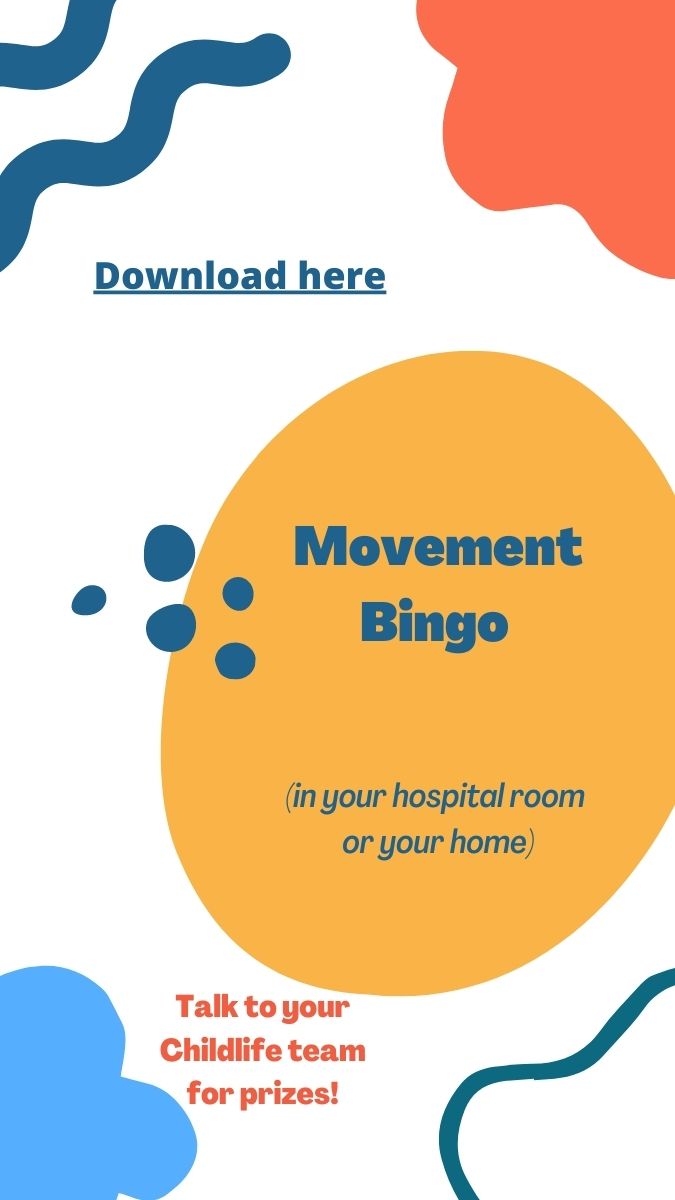 Download here
Movement
Bingo
(in your hospital room
or your home)
Talk to your
Childlife team
for prizes!